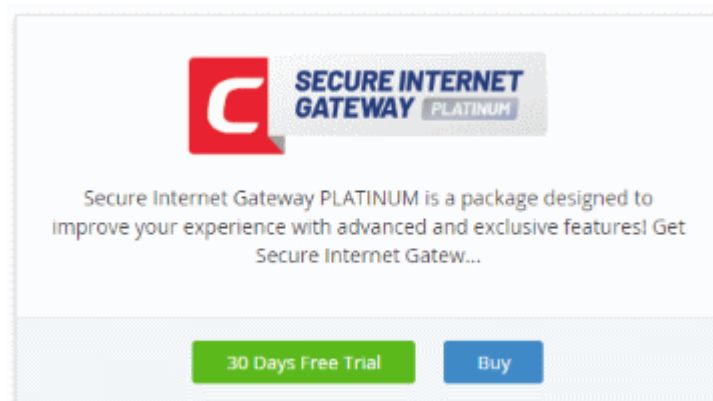 C
SECURE INTERNET
GATEWAY PLATINUM
Secure Internet Gateway PLATINUM is a package designed to
improve your experience with advanced and exclusive features! Get
Secure Internet Gatew...
30 Days Free Trial Buy